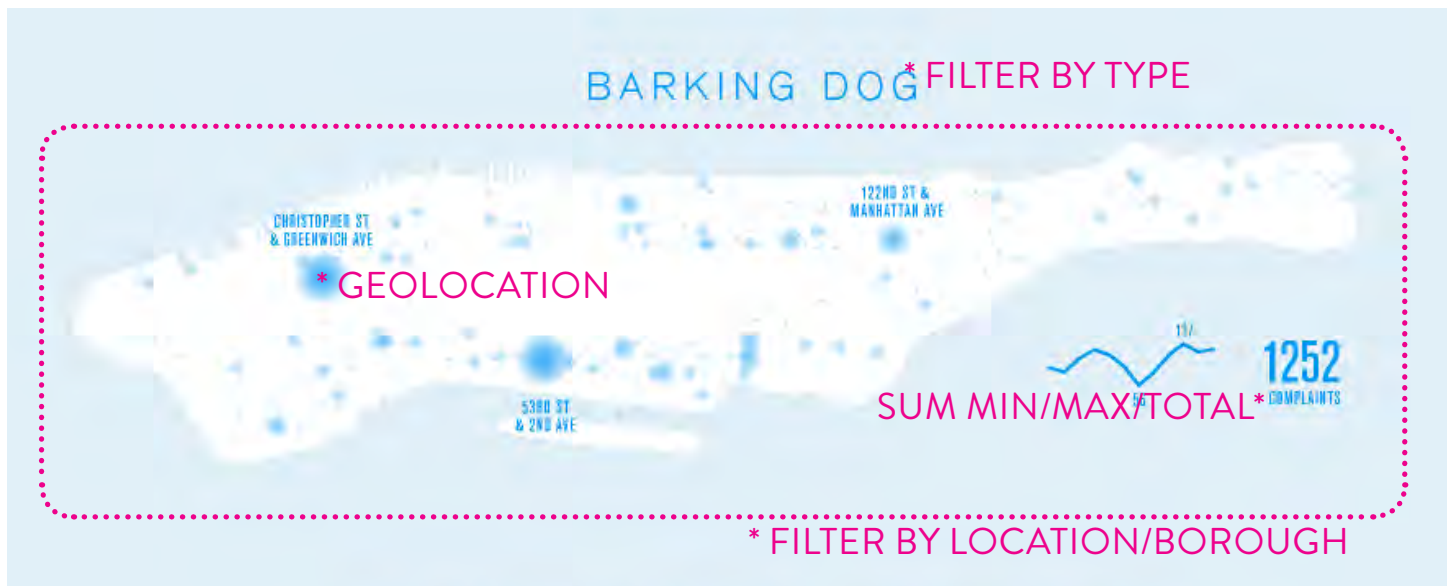 BARKING DOG
* FILTER BY TYPE
122ND ST &
MANHATTAN AVE
CHRISTOPHER ST
& GREENWICH AVE
* GEOLOCATION
1252
COMPLAINTS
SUM MIN/MAX/TOTAL*
53RD ST
& 2ND AVE
* FILTER BY LOCATION/BOROUGH